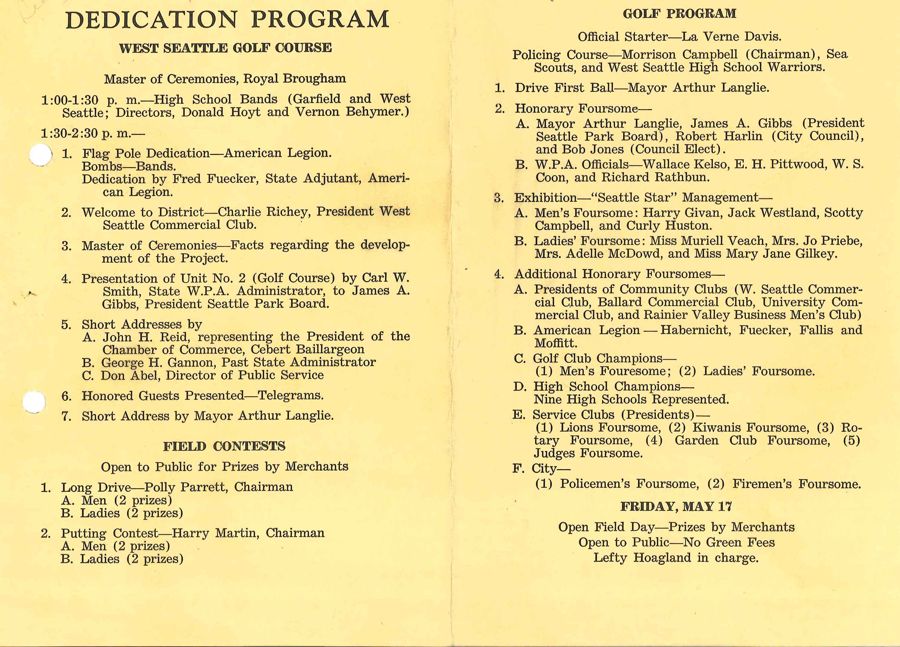 DEDICATION PROGRAM
WEST SEATTLE GOLF COURSE
Master of Ceremonies, Royal Brougham
1:00-1:30 p. m.—High School Bands (Garfield and West
Seattle; Directors, Donald Hoyt and Vernon Behymer.)
1:30-2:30 p. m.—
1. Flag Pole Dedication—American Legion.
Bombs—Bands.
Dedication by Fred Fuecker, State Adjutant, Ameri-
can Legion.
2. Welcome to District—Charlie Richey, President West
Seattle Commercial Club.
3. Master of Ceremonies—Facts regarding the develop-
ment of the Project.
4. Presentation of Unit No. 2 (Golf Course) by Carl W.
Smith, State W.P.A. Administrator, to James A.
Gibbs, President Seattle Park Board.
5. Short Addresses by
A. John H. Reid, representing the President of the
Chamber of Commerce, Cebert Baillargeon
B. George H. Gannon, Past State Administrator
C. Don Abel, Director of Public Service
6. Honored Guests Presented—Telegrams.
7. Short Address by Mayor Arthur Langlie.
FIELD CONTESTS
Open to Public for Prizes by Merchants
1. Long Drive—Polly Parrett, Chairman
A. Men (2 prizes)
B. Ladies (2 prizes)
2. Putting Contest—Harry Martin, Chairman
A. Men (2 prizes)
B. Ladies (2 prizes)
GOLF PROGRAM
Official Starter—La Verne Davis.
Policing Course—Morrison Campbell (Chairman), Sea
Scouts, and West Seattle High School Warriors.
1. Drive First Ball—Mayor Arthur Langlie.
2. Honorary Foursome—
A. Mayor Arthur Langlie, James A. Gibbs (President
Seattle Park Board), Robert Harlin (City Council),
and Bob Jones (Council Elect).
B. W.P.A. Officials—Wallace Kelso, E. H. Pittwood, W. S.
Coon, and Richard Rathbun.
3. Exhibition—"Seattle Star" Management—
A. Men's Foursome: Harry Givan, Jack Westland, Scotty
Campbell, and Curly Huston.
B. Ladies' Foursome: Miss Muriell Veach, Mrs. Jo Priebe,
Mrs. Adelle McDowd, and Miss Mary Jane Gilkey.
4. Additional Honorary Foursomes—
A. Presidents of Community Clubs (W. Seattle Commer-
cial Club, Ballard Commercial Club, University Com-
mercial Club, and Rainier Valley Business Men's Club)
B. American Legion—Habernicht, Fuecker, Fallis and
Moffitt.
C. Golf Club Champions—
(1) Men's Fouresome; (2) Ladies' Foursome.
D. High School Champions—
Nine High Schools Represented.
E. Service Clubs (Presidents)—
(1) Lions Foursome, (2) Kiwanis Foursome, (3) Ro-
tary Foursome, (4) Garden Club Foursome, (5)
Judges Foursome.
F. City—
(1) Policemen's Foursome, (2) Firemen's Foursome.
FRIDAY, MAY 17
Open Field Day—Prizes by Merchants
Open to Public—No Green Fees
Lefty Hoagland in charge.